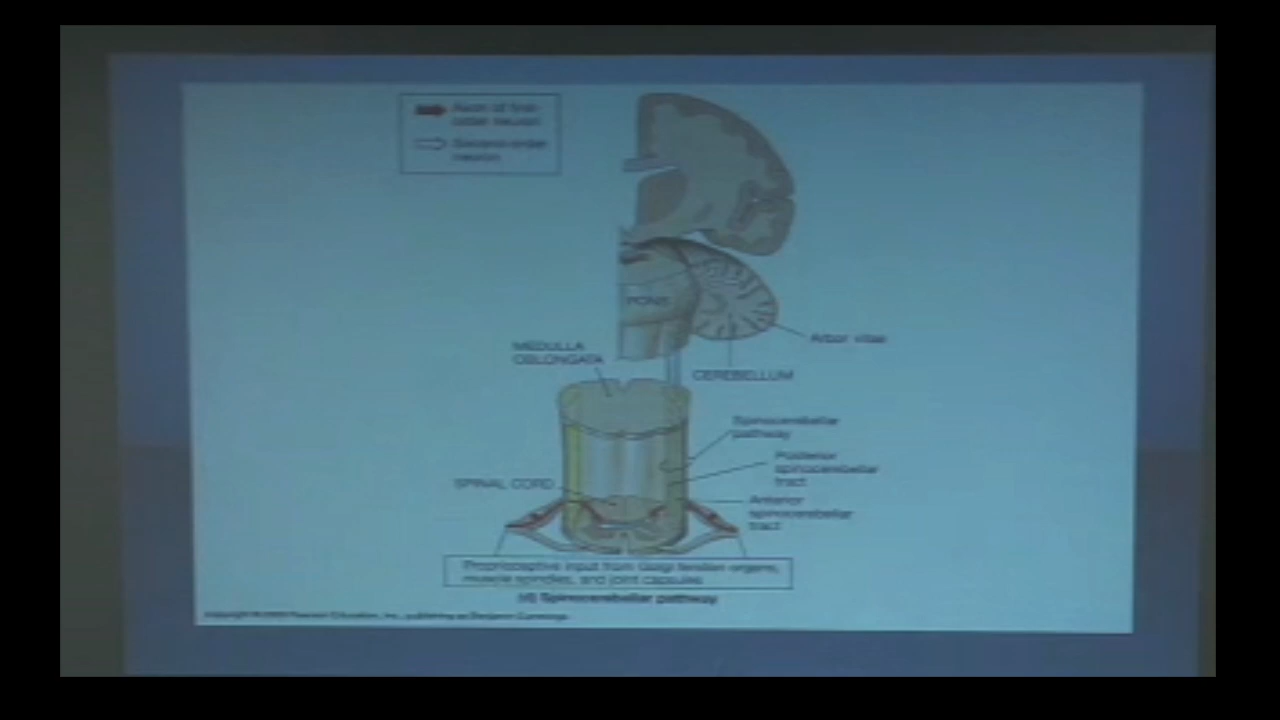 Axon of first-
order neuron
Second-order
neuron
PONS
Arbor vitae
MEDULLA
OBLONGATA
CEREBELLUM
Spinocerebellar
pathway
Posterior
spinocerebellar
tract
SPINAL CORD
Anterior
spinocerebellar
tract
Proprioceptive input from Golgi tendon organs,
muscle spindles, and joint capsules
(d) Spinocerebellar pathway
Pearson Education, Inc., publishing as Benjamin Cummings